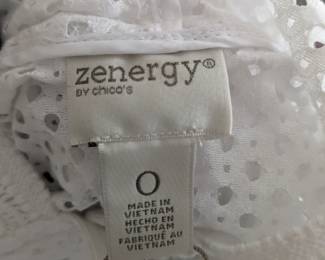 zenergy®
BY chico's
0
MADE IN
VIETNAM
HECHO EN
VIETNAM
FABRIQUÉ AU
VIETNAM